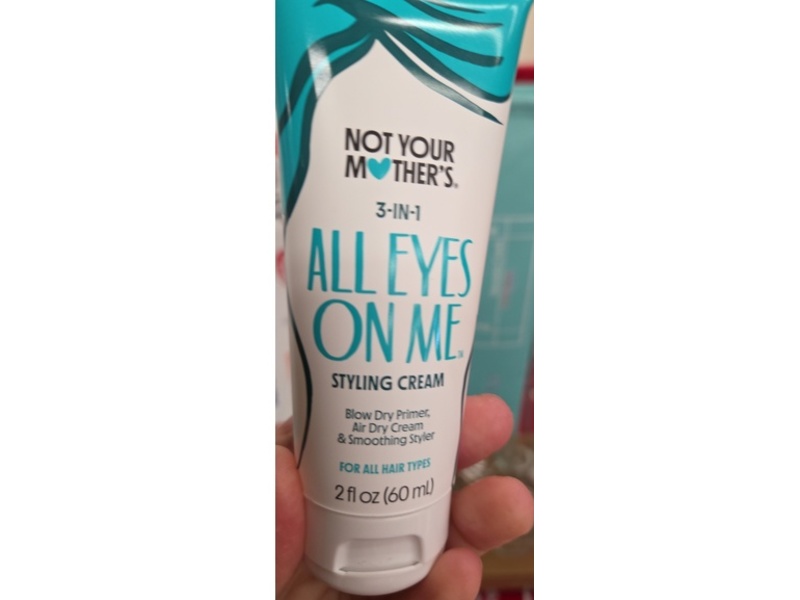 NOT YOUR
MOTHER'S®
3-IN-1
ALL EYES
ON ME™
STYLING CREAM
Blow Dry Primer,
Air Dry Cream
& Smoothing Styler
FOR ALL HAIR TYPES
2 fl oz (60 mL)